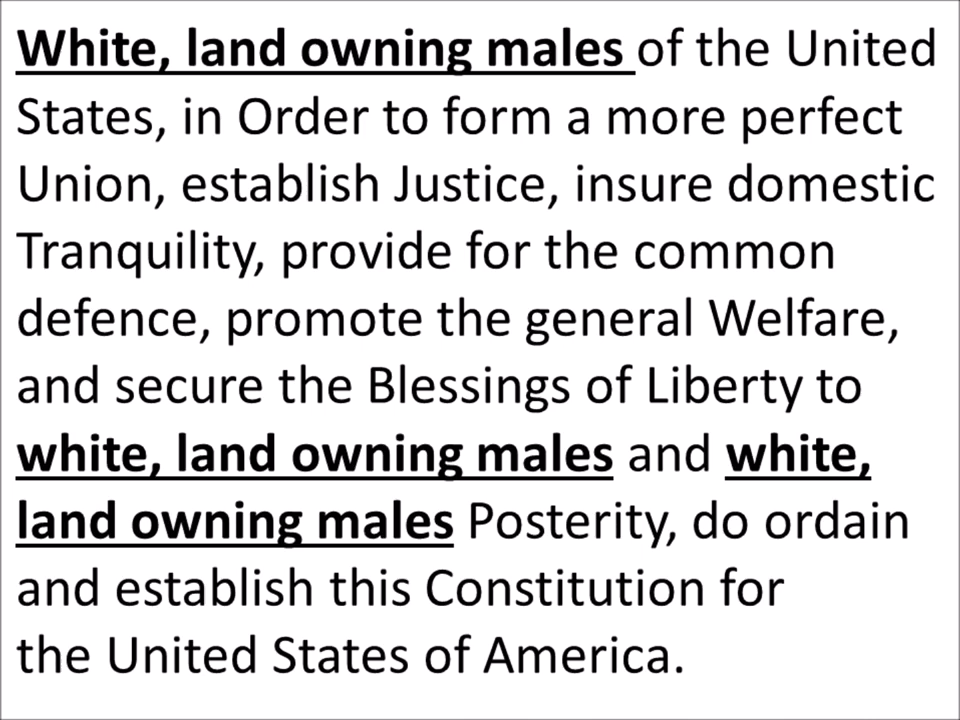 White, land owning males of the United
States, in Order to form a more perfect
Union, establish Justice, insure domestic
Tranquility, provide for the common
defence, promote the general Welfare,
and secure the Blessings of Liberty to
white, land owning males and white,
land owning males Posterity, do ordain
and establish this Constitution for
the United States of America.